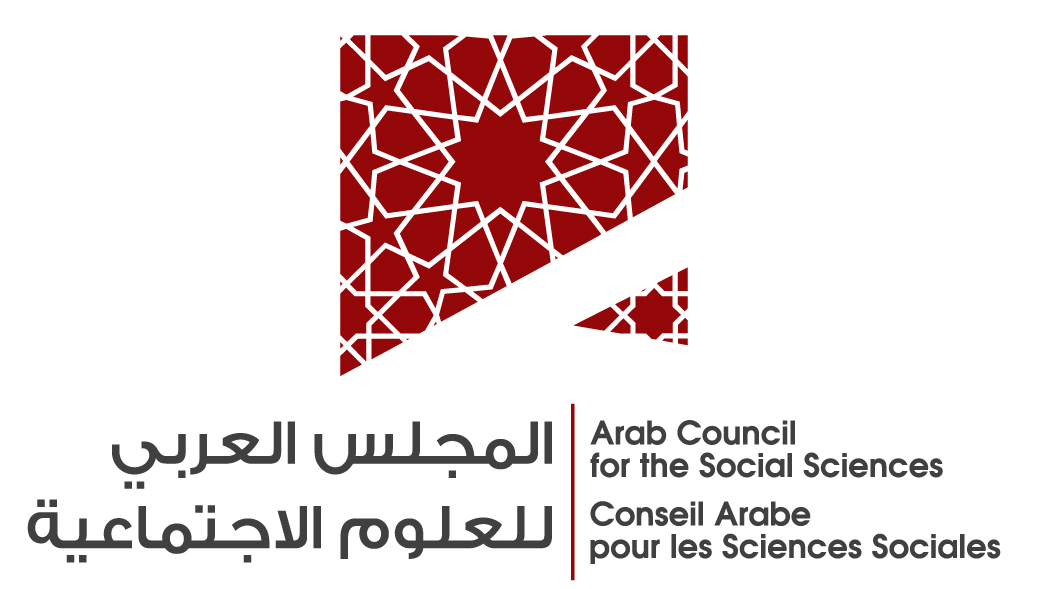 المجلس العربي
للعلوم الاجتماعية
Arab Council
for the Social Sciences
Conseil Arabe
pour les Sciences Sociales